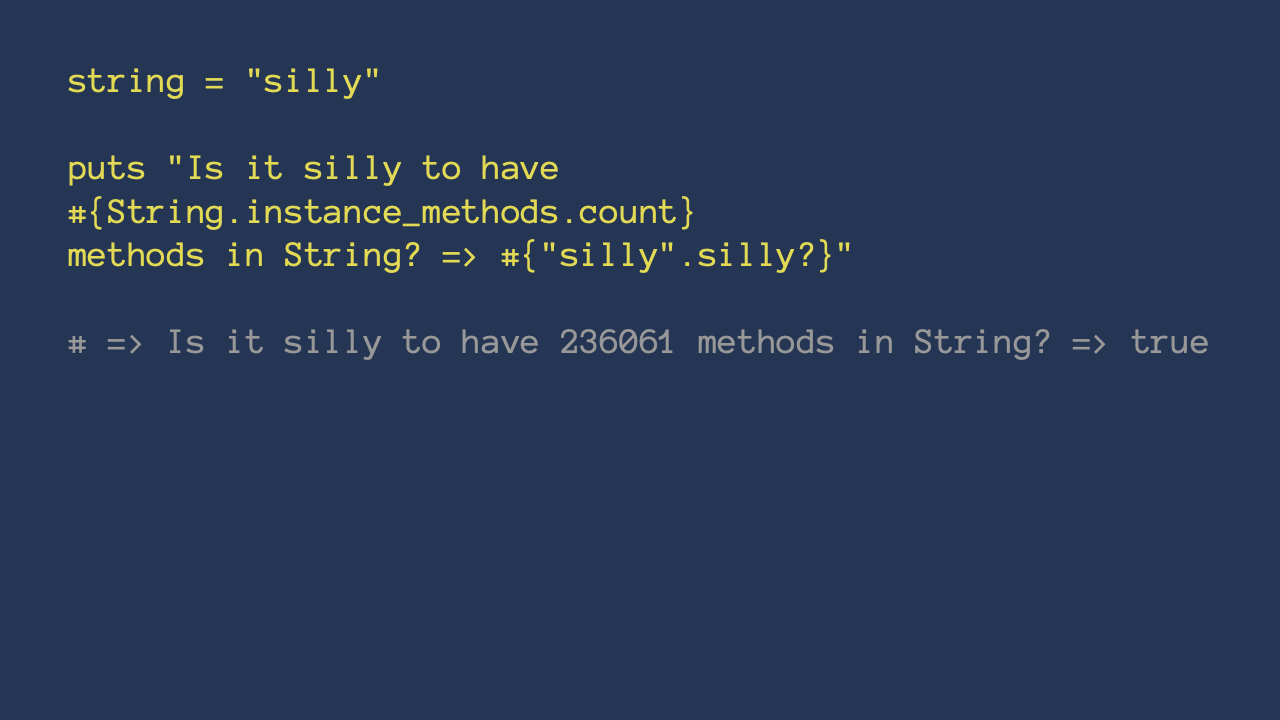 string = "silly"
puts "Is it silly to have
#{String.instance_methods.count}
methods in String? => #{"silly".silly?}"
# => Is it silly to have 236061 methods in String? => true